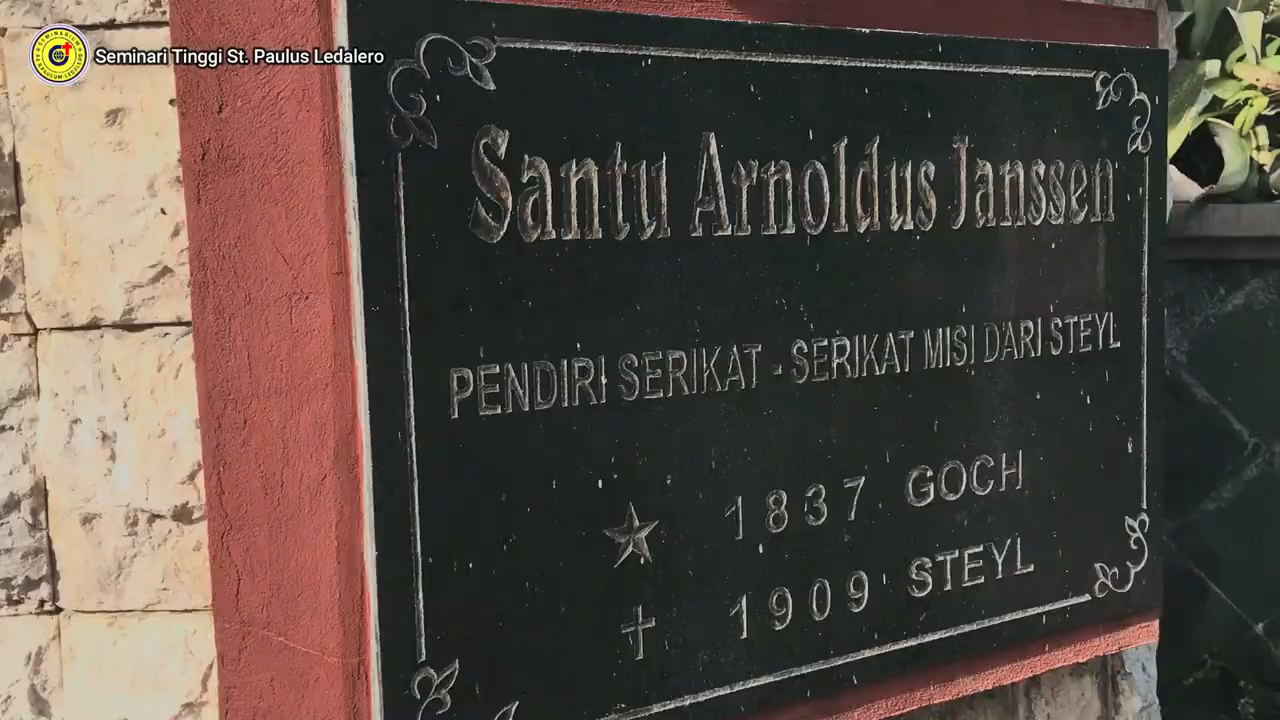 Seminari Tinggi St. Paulus Ledalero
Santu Arnoldus Janssen
PENDIRI SERIKAT - SERIKAT MISI DARI STEYL
1837 GOCH
1909 STEYL